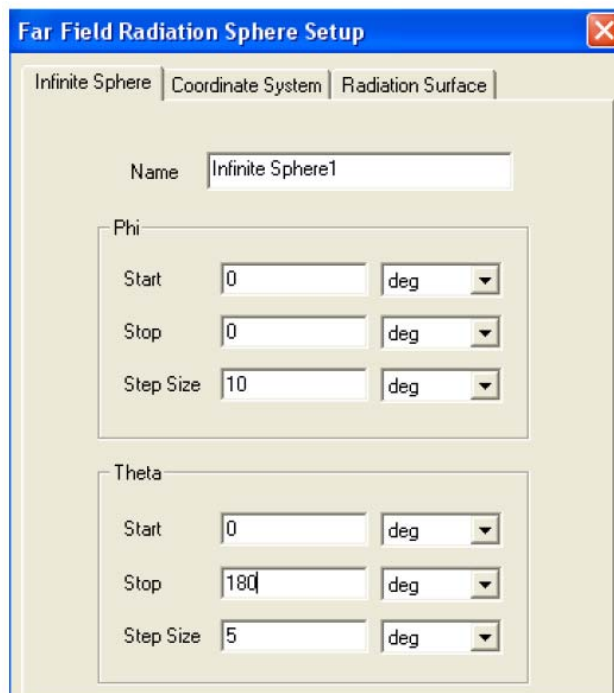 Far Field Radiation Sphere Setup
Infinite Sphere Coordinate System Radiation Surface
Name Infinite Sphere1
Phi
Start 0 deg
Stop 0 deg
Step Size 10 deg
Theta
Start 0 deg
Stop 180 deg
Step Size 5 deg